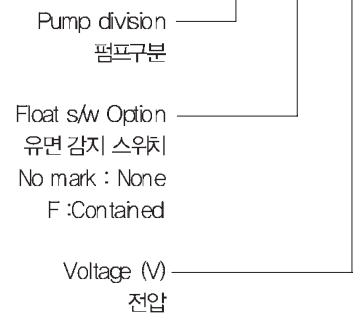 Pump division
펌프구분
Float s/w Option
유면 감지 스위치
No mark : None
F :Contained
Voltage (V)
전압